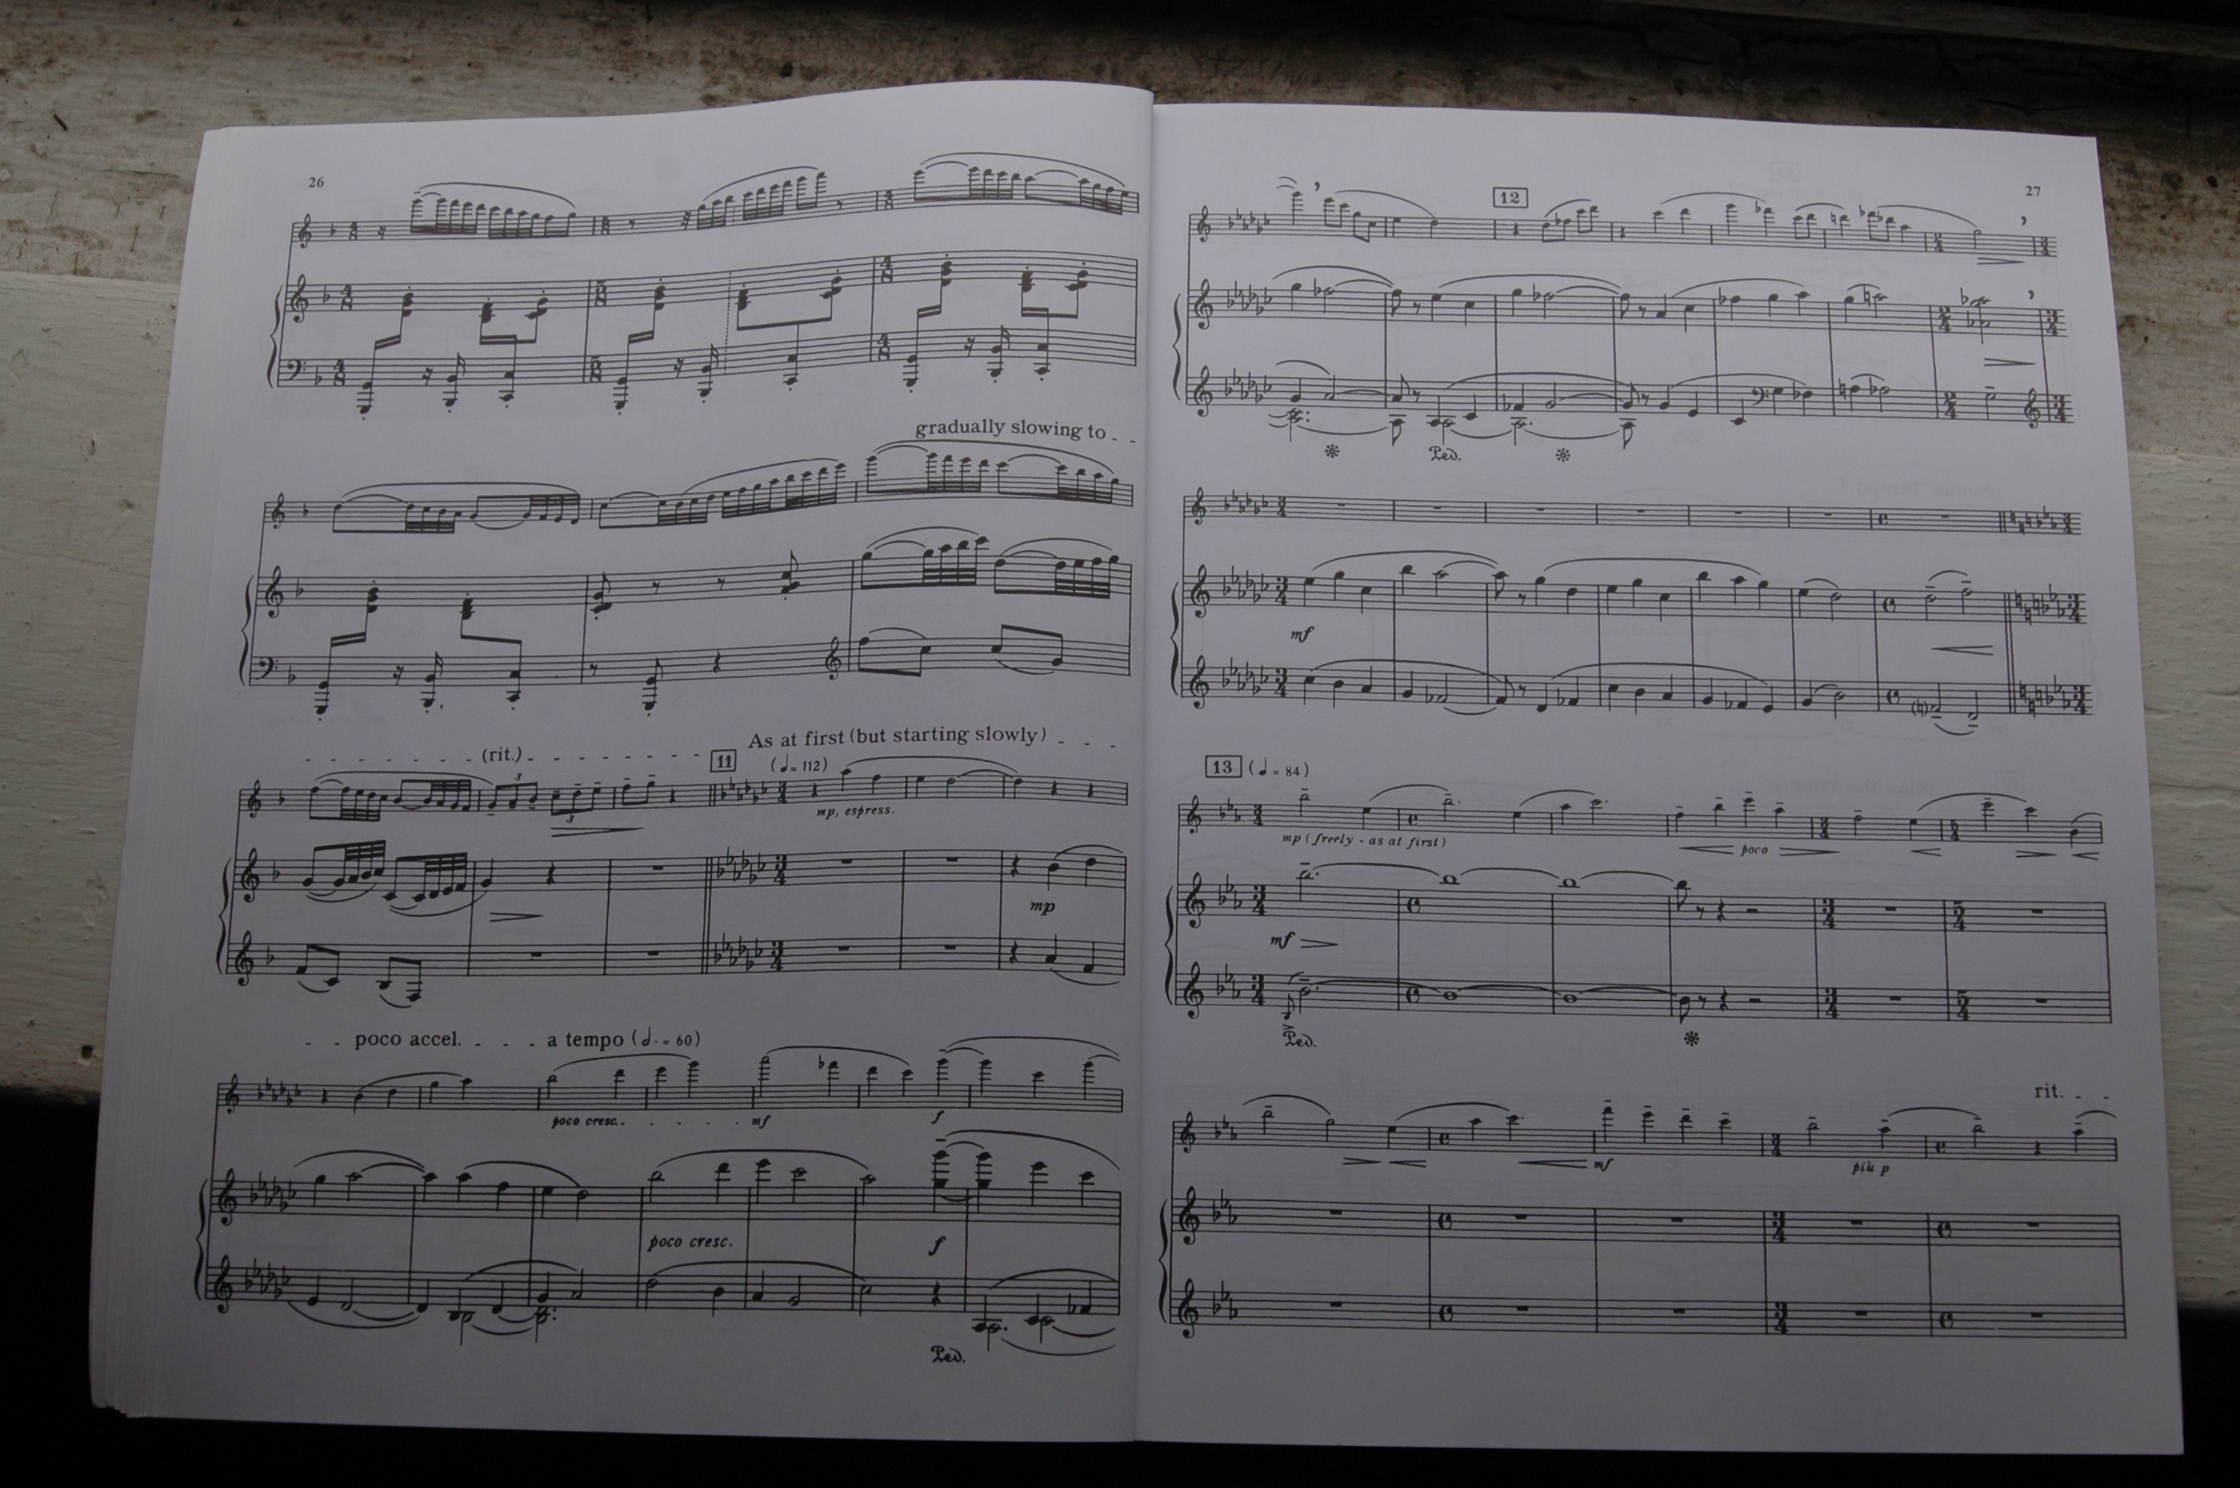 26
gradually slowing to
(rit.)
11
As at first (but starting slowly)
(♩= 112)
3
3
mp, espress.
mp
poco accel.
a tempo (𝅗𝅥. = 60)
poco cresc.
mf
f
poco cresc.
f
Ped.
27
12
Ped.
mf
13 (♩ = 84)
mp (freely - as at first)
poco
mf
Ped.
rit.
mf
più p